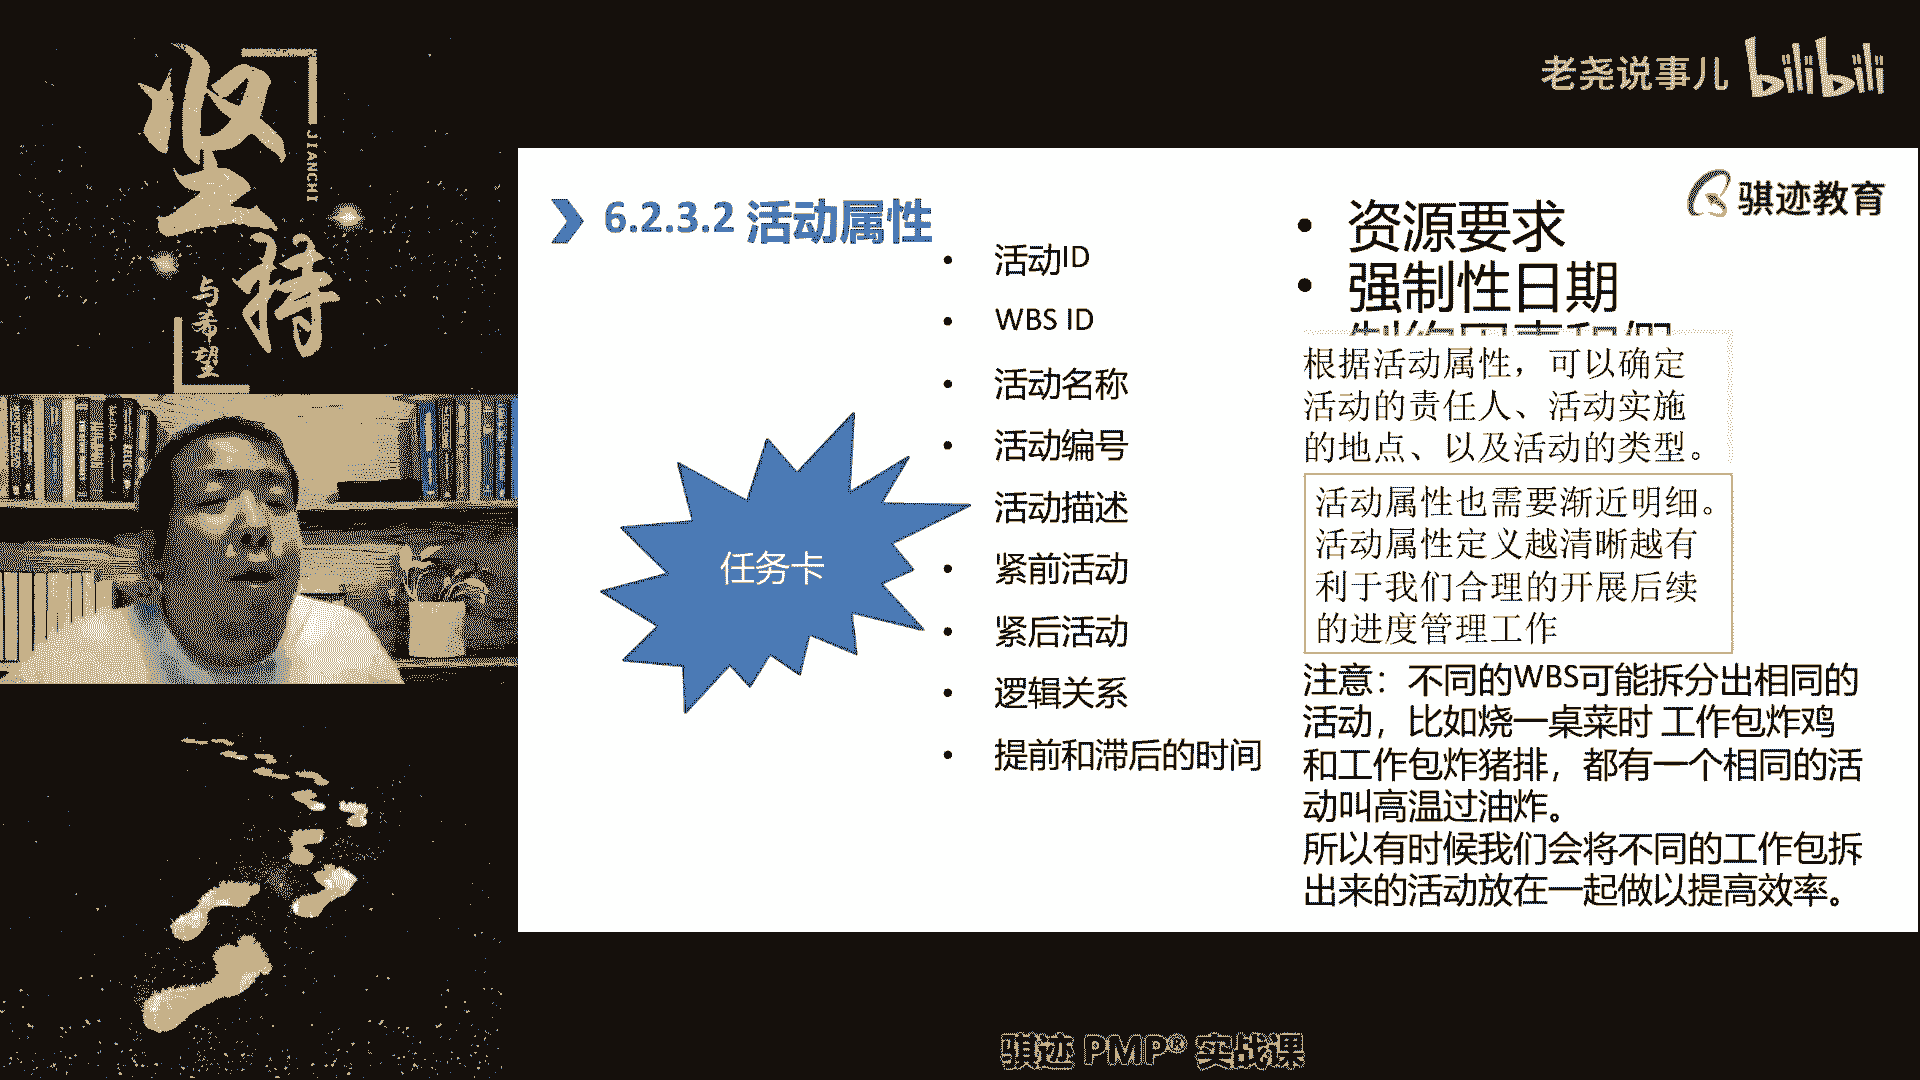 坚持
JIANCHI
与希望
老尧说事儿 bilibili
骐迹教育
6.2.3.2 活动属性
• 活动ID
• WBS ID
• 活动名称
• 活动编号
• 活动描述
• 紧前活动
• 紧后活动
• 逻辑关系
• 提前和滞后的时间
任务卡
• 资源要求
• 强制性日期
根据活动属性，可以确定
活动的责任人、活动实施
的地点、以及活动的类型。
活动属性也需要渐近明细。
活动属性定义越清晰越有
利于我们合理的开展后续
的进度管理工作
注意：不同的WBS可能拆分出相同的
活动，比如烧一桌菜时 工作包炸鸡
和工作包炸猪排，都有一个相同的活
动叫高温过油炸。
所以有时候我们会将不同的工作包拆
出来的活动放在一起做以提高效率。
骐迹 PMP® 实战课